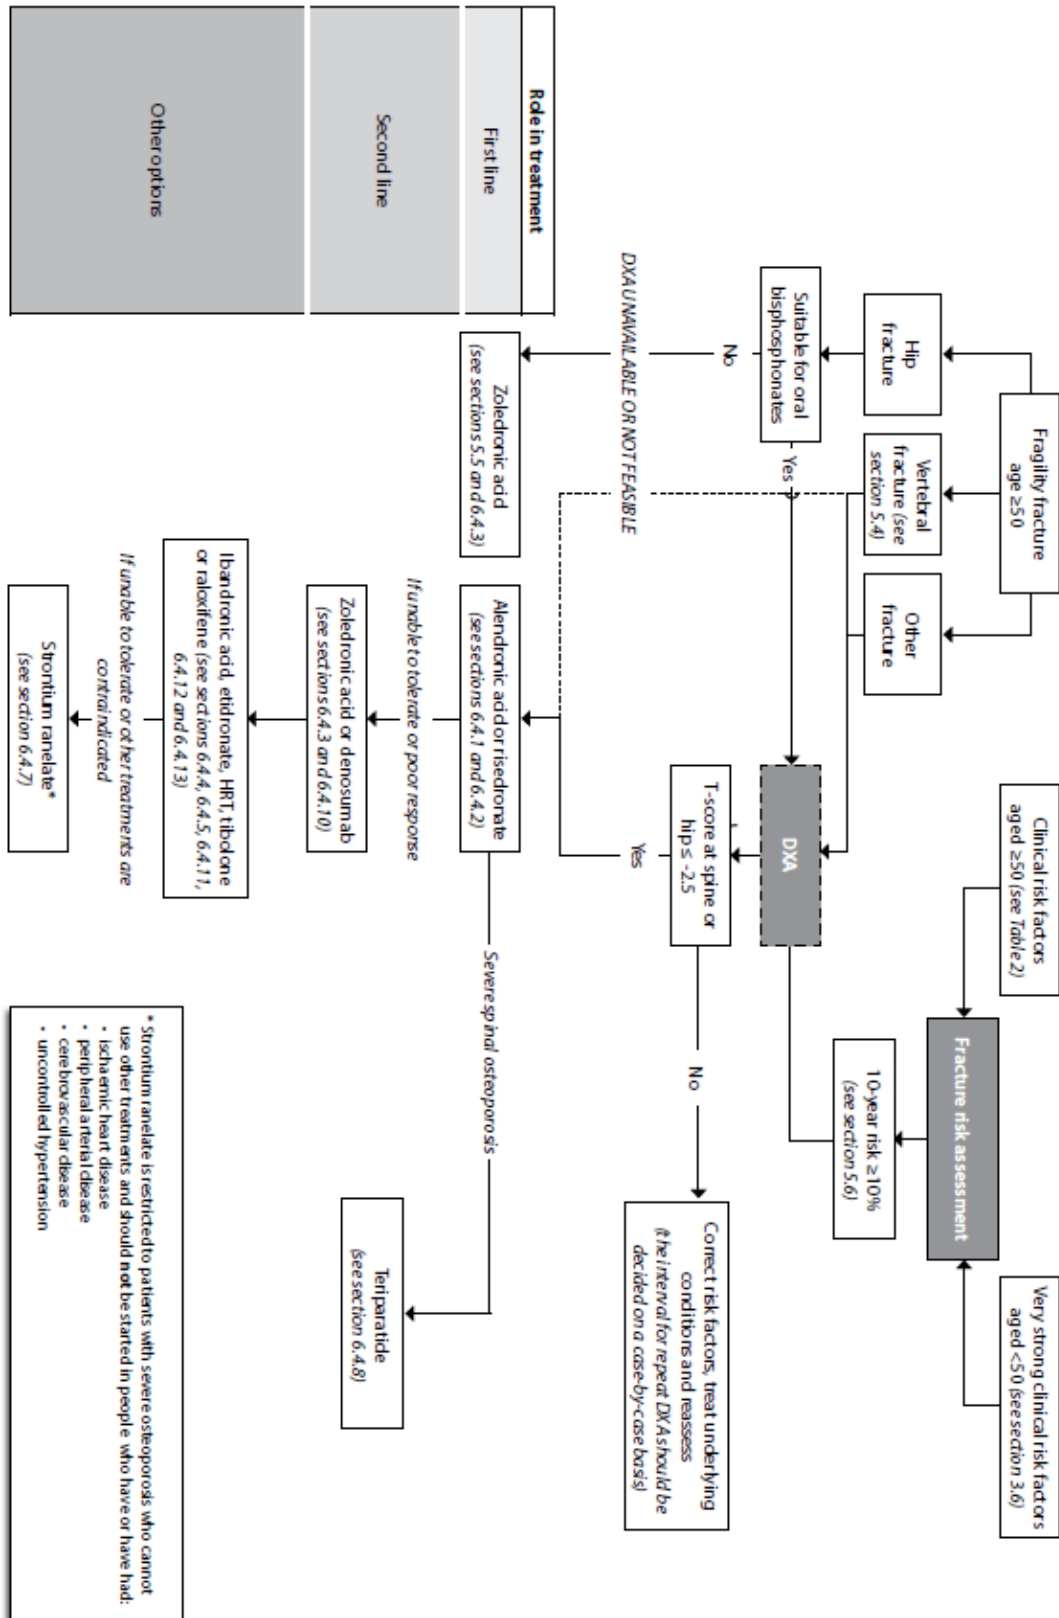 Fragility fracture
age ≥50
Clinical risk factors
aged ≥50 (see Table 2)
Fracture risk assessment
Very strong clinical risk factors
aged <50 (see section 3.6)
Hip
fracture
Vertebral
fracture (see
section 5.4)
Other
fracture
10-year risk ≥10%
(see section 5.6)
Suitable for oral
bisphosphonates
Yes
DXA
No
DXA UNAVAILABLE OR NOT FEASIBLE
T-score at spine or
hip ≤ -2.5
No
Correct risk factors, treat underlying
conditions and reassess
(the interval for repeat DXA should be
decided on a case-by-case basis)
Yes
Role in treatment
First line
Zoledronic acid
(see sections 5.5 and 6.4.3)
Alendronic acid or risedronate
(see sections 6.4.1 and 6.4.2)
Severe spinal osteoporosis
If unable to tolerate or poor response
Second line
Zoledronic acid or denosumab
(see sections 6.4.3 and 6.4.10)
Teriparatide
(see section 6.4.8)
Other options
Ibandronic acid, etidronate, HRT, tibolone
or raloxifene (see sections 6.4.4, 6.4.5, 6.4.11,
6.4.12 and 6.4.13)
If unable to tolerate or other treatments are
contraindicated
Strontium ranelate*
(see section 6.4.7)
* Strontium ranelate is restricted to patients with severe osteoporosis who cannot
use other treatments and should not be started in people who have or have had:
• ischaemic heart disease
• peripheral arterial disease
• cerebrovascular disease
• uncontrolled hypertension